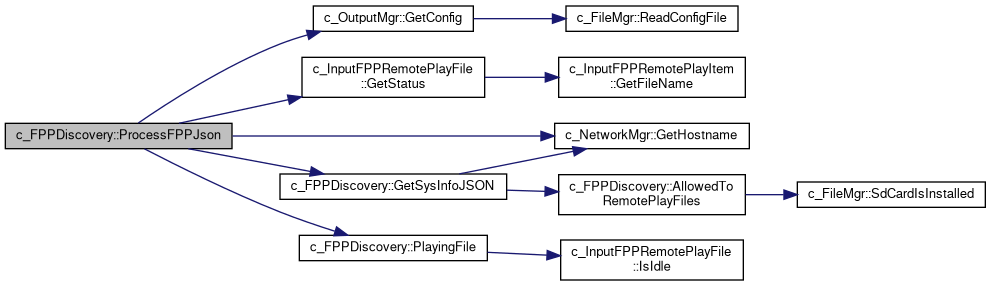 c_OutputMgr::GetConfig
c_FileMgr::ReadConfigFile
c_InputFPPRemotePlayFile
::GetStatus
c_InputFPPRemotePlayItem
::GetFileName
c_FPPDiscovery::ProcessFPPJson
c_NetworkMgr::GetHostname
c_FPPDiscovery::GetSysInfoJSON
c_FPPDiscovery::AllowedTo
RemotePlayFiles
c_FileMgr::SdCardIsInstalled
c_FPPDiscovery::PlayingFile
c_InputFPPRemotePlayFile
::IsIdle